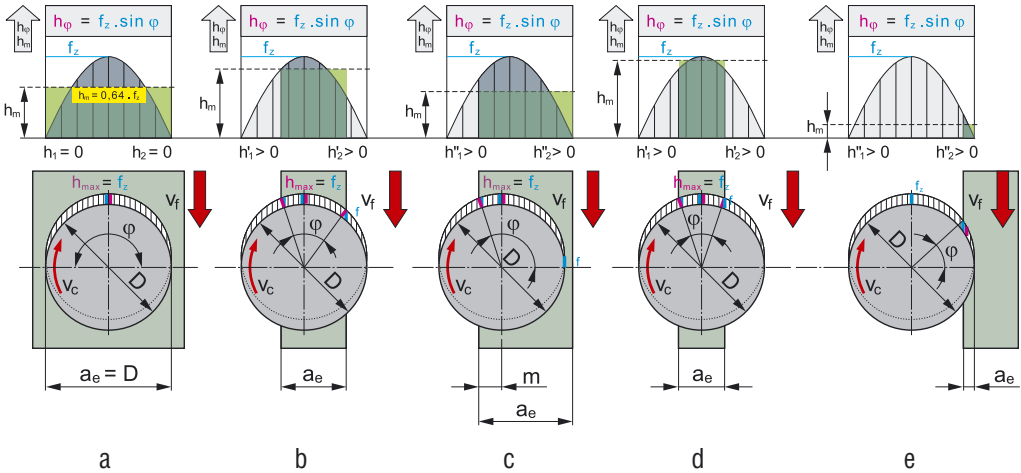 hφ = fz . sin φ
hφ
hm
fz
hm
hm = 0,64 . fz
h1 = 0
h2 = 0
hmax = fz
vf
φ
D
vc
ae = D
a
hφ = fz . sin φ
hφ
hm
fz
hm
h'1 > 0
h'2 > 0
hmax = fz
vf
f
φ
D
vc
ae
b
hφ = fz . sin φ
hφ
hm
fz
hm
h"1 > 0
h"2 > 0
hmax = fz
vf
φ
D
f
vc
m
ae
c
hφ = fz . sin φ
hφ
hm
fz
hm
h'1 > 0
h'2 > 0
hmax = fz
f
vf
φ
D
vc
ae
d
hφ = fz . sin φ
hφ
hm
fz
hm
h"1 > 0
h"2 > 0
fz
vf
D
φ
vc
ae
e